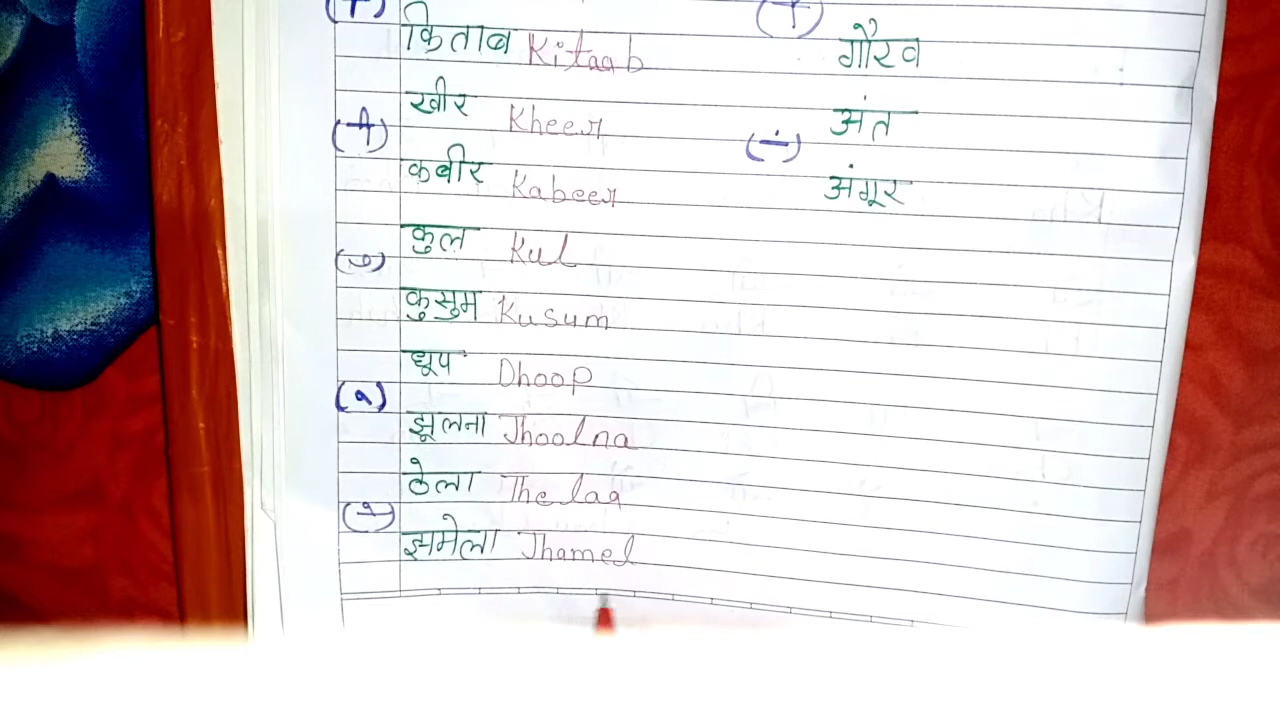 किताब Kitaab
खीर Kheer
कबीर Kabeer
कुल Kul
कुसुम Kusum
धूप Dhoop
झूलना Jhoolna
ठेला Thelaa
झमेला Jhamel
गौरव
अंत
अंगूर